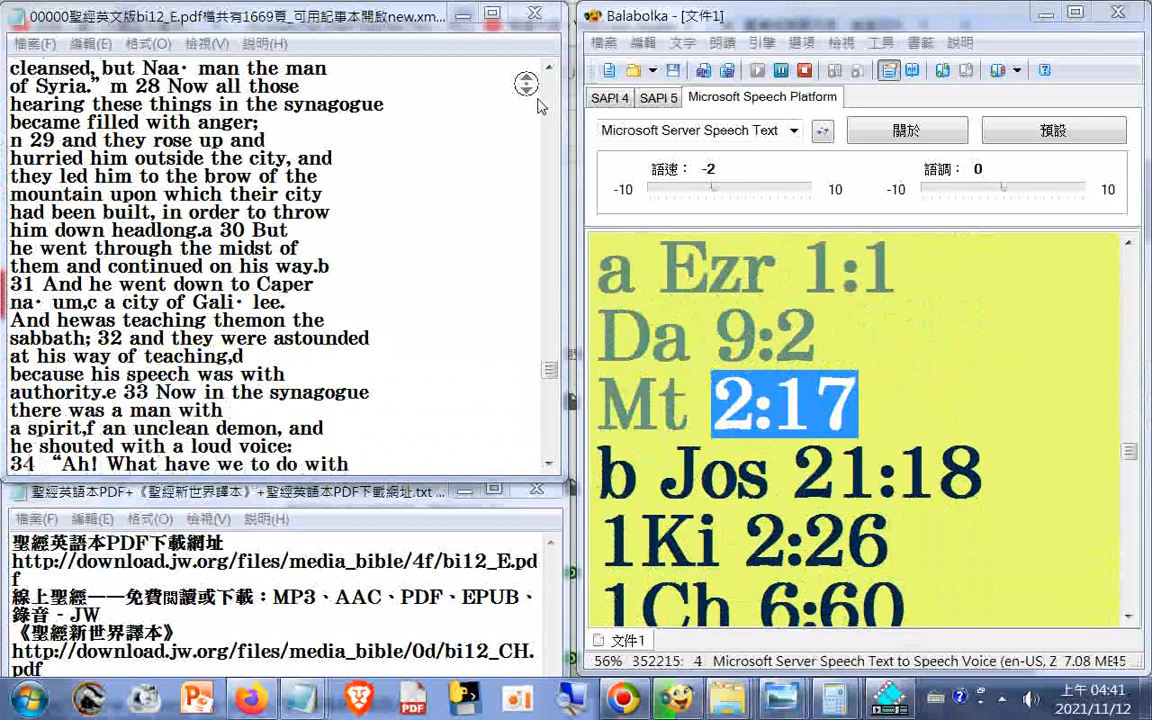 00000聖經英文版bi12_E.pdf檔共有1669頁_可用記事本開啟new.xm...
檔案(F) 編輯(E) 格式(O) 檢視(V) 說明(H)
cleansed, but Naa· man the man
of Syria.” m 28 Now all those
hearing these things in the synagogue
became filled with anger;
n 29 and they rose up and
hurried him outside the city, and
they led him to the brow of the
mountain upon which their city
had been built, in order to throw
him down headlong.a 30 But
he went through the midst of
them and continued on his way.b
31 And he went down to Caper
na· um,c a city of Gali· lee.
And hewas teaching themon the
sabbath; 32 and they were astounded
at his way of teaching,d
because his speech was with
authority.e 33 Now in the synagogue
there was a man with
a spirit,f an unclean demon, and
he shouted with a loud voice:
34 “Ah! What have we to do with
聖經英語本PDF+《聖經新世界譯本》+聖經英語本PDF下載網址.txt ...
檔案(F) 編輯(E) 格式(O) 檢視(V) 說明(H)
聖經英語本PDF下載網址
http://download.jw.org/files/media_bible/4f/bi12_E.pd
f
線上聖經──免費閱讀或下載：MP3、AAC、PDF、EPUB、
錄音 - JW
《聖經新世界譯本》
http://download.jw.org/files/media_bible/0d/bi12_CH.
pdf
Balabolka - [文件1]
檔案 編輯 文字 朗讀 引擎 選項 檢視 工具 書籤 說明
SAPI 4 SAPI 5 Microsoft Speech Platform
Microsoft Server Speech Text 關於 預設
語速： -2 語調： 0
-10 10 -10 10
a Ezr 1:1
Da 9:2
Mt 2:17
b Jos 21:18
1Ki 2:26
1Ch 6:60
文件1
56% 352215: 4 Microsoft Server Speech Text to Speech Voice (en-US, Z 7.08 ME45
PDF
上午 04:41
2021/11/12